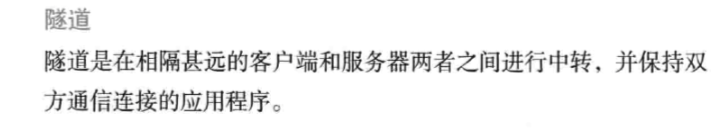 隧道
隧道是在相隔甚远的客户端和服务器两者之间进行中转，并保持双
方通信连接的应用程序。